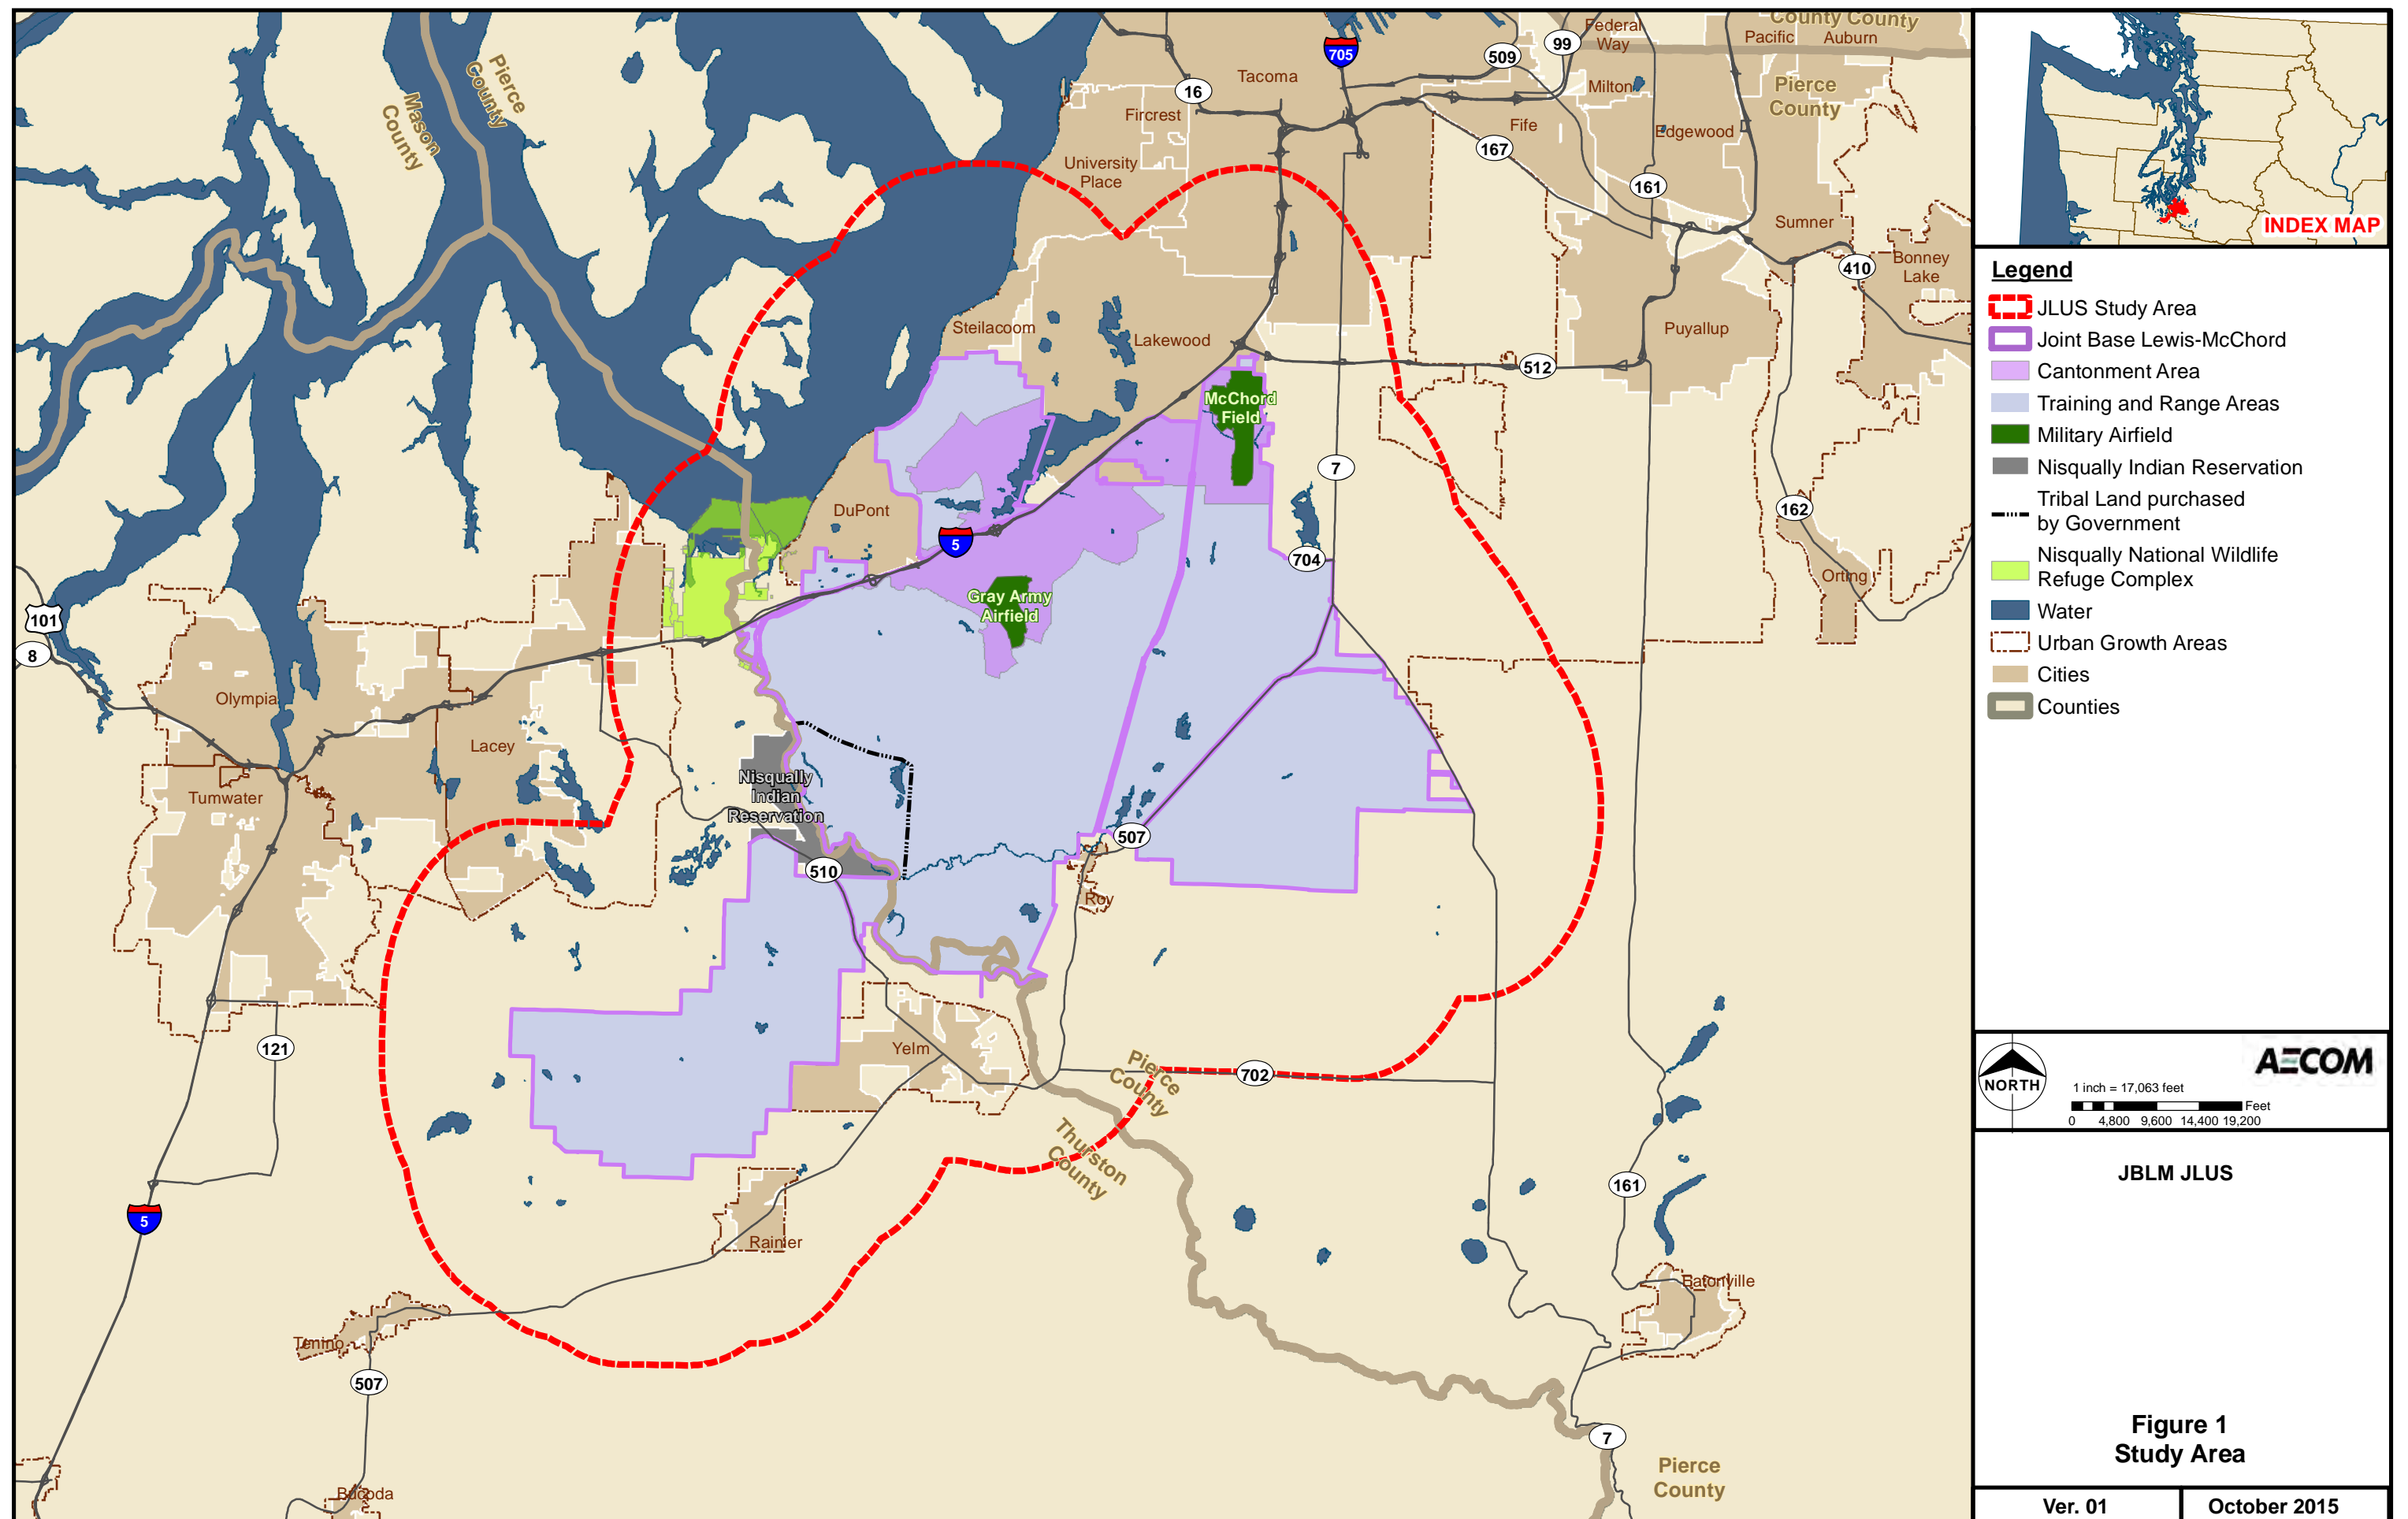 County County
Federal
Way
Pacific
Auburn
705
509
99
Pierce
County
Mason
County
Tacoma
16
Fircrest
Milton
Pierce
County
Fife
Edgewood
167
University
Place
161
Sumner
410
Bonney
Lake
Steilacoom
Lakewood
Puyallup
512
McChord
Field
7
DuPont
5
704
162
Orting
Gray Army
Airfield
101
8
Olympia
Lacey
Tumwater
Nisqually
Indian
Reservation
507
510
Roy
121
Yelm
702
Pierce
County
Thurston
County
5
161
Rainier
Eatonville
Tenino
507
7
Pierce
County
Bucoda
INDEX MAP
Legend
JLUS Study Area
Joint Base Lewis-McChord
Cantonment Area
Training and Range Areas
Military Airfield
Nisqually Indian Reservation
Tribal Land purchased
by Government
Nisqually National Wildlife
Refuge Complex
Water
Urban Growth Areas
Cities
Counties
NORTH
AECOM
1 inch = 17,063 feet
Feet
0 4,800 9,600 14,400 19,200
JBLM JLUS
Figure 1
Study Area
Ver. 01
October 2015